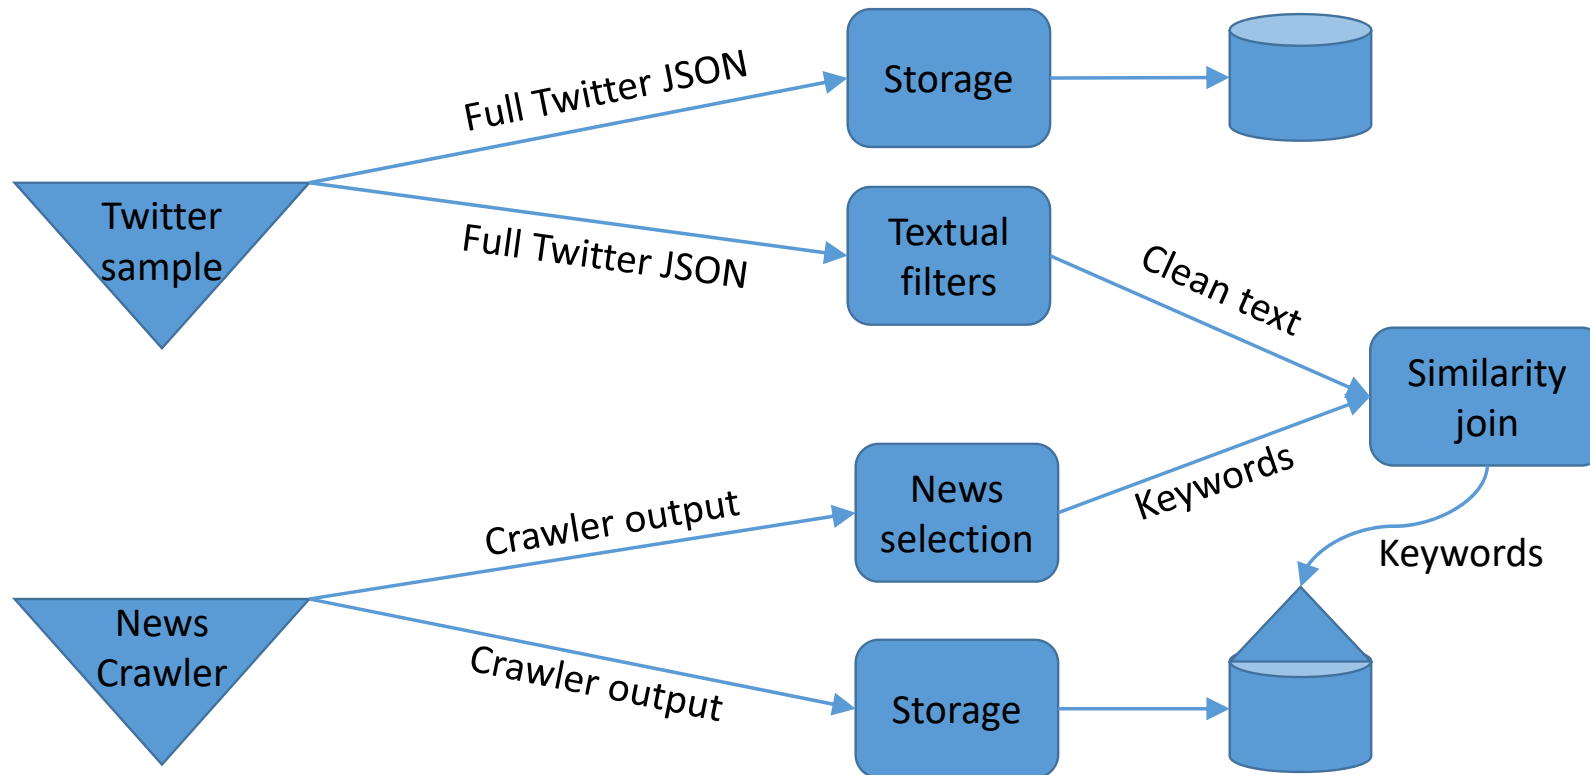 Full Twitter JSON
Storage
Twitter
sample
Full Twitter JSON
Textual
filters
Clean text
Similarity
join
News
selection
Keywords
Crawler output
Keywords
News
Crawler
Crawler output
Storage